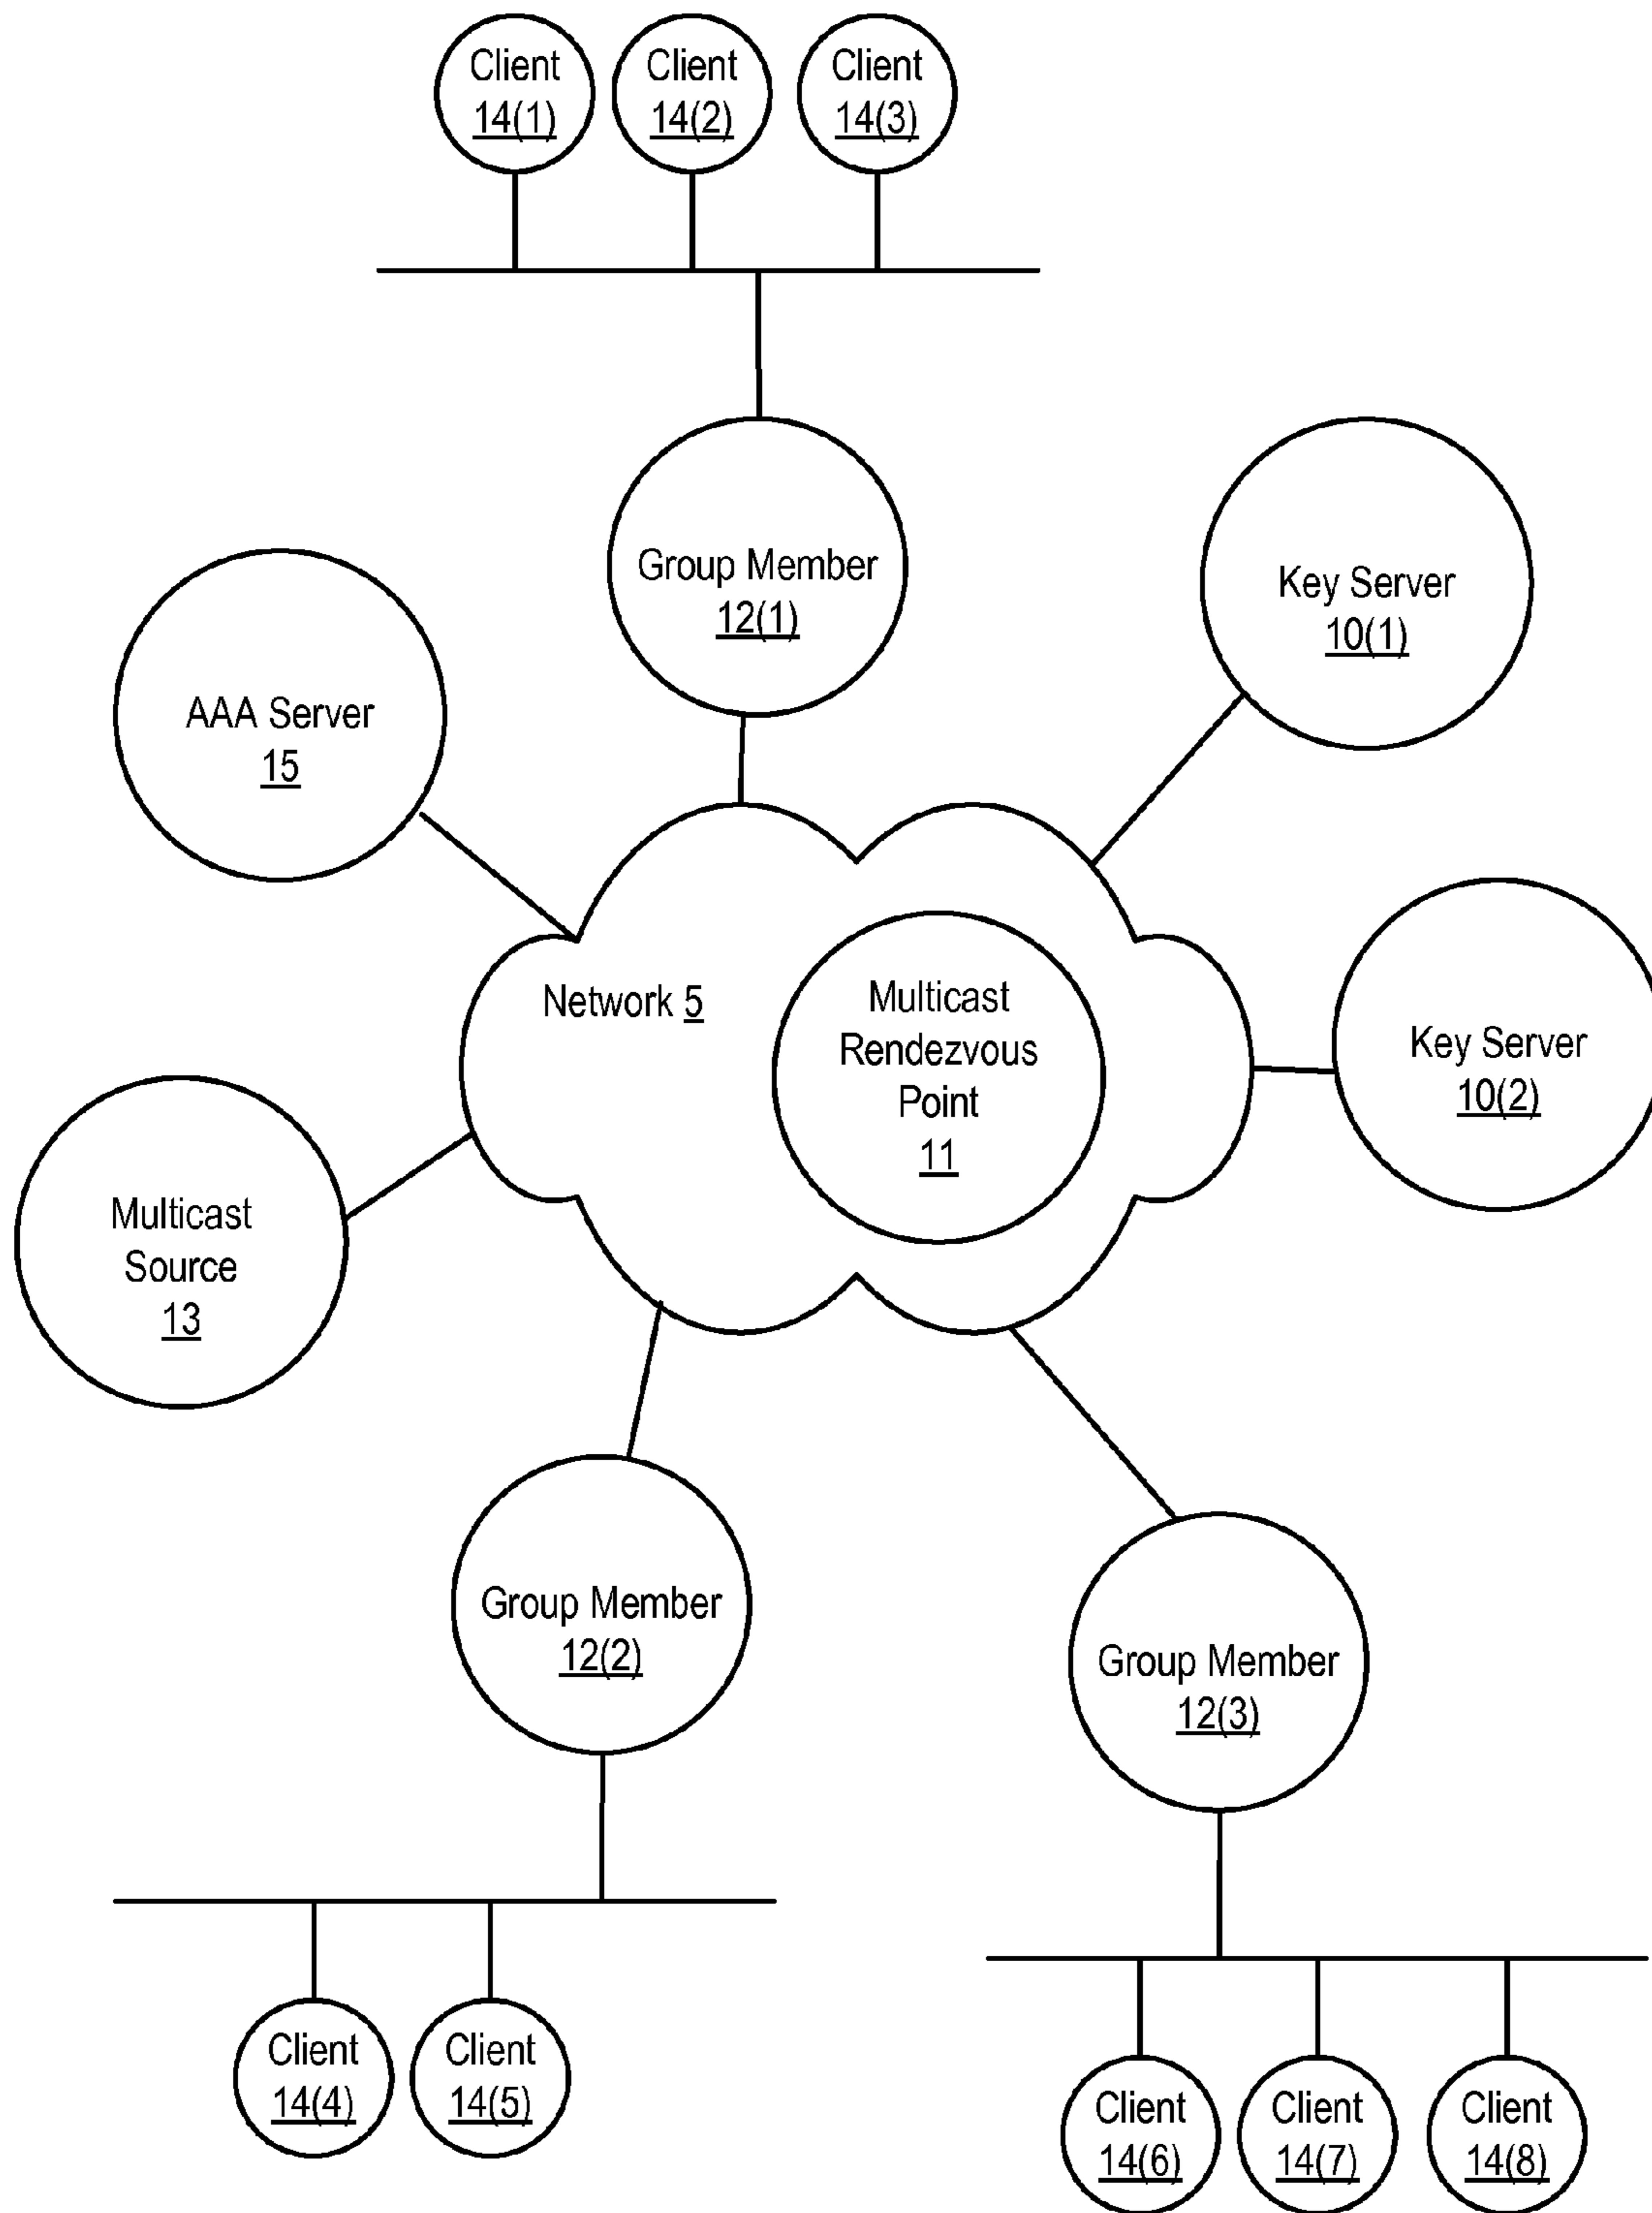 Client
14(1)
Client
14(2)
Client
14(3)
Group Member
12(1)
Key Server
10(1)
AAA Server
15
Network 5
Multicast
Rendezvous
Point
11
Key Server
10(2)
Multicast
Source
13
Group Member
12(2)
Group Member
12(3)
Client
14(4)
Client
14(5)
Client
14(6)
Client
14(7)
Client
14(8)